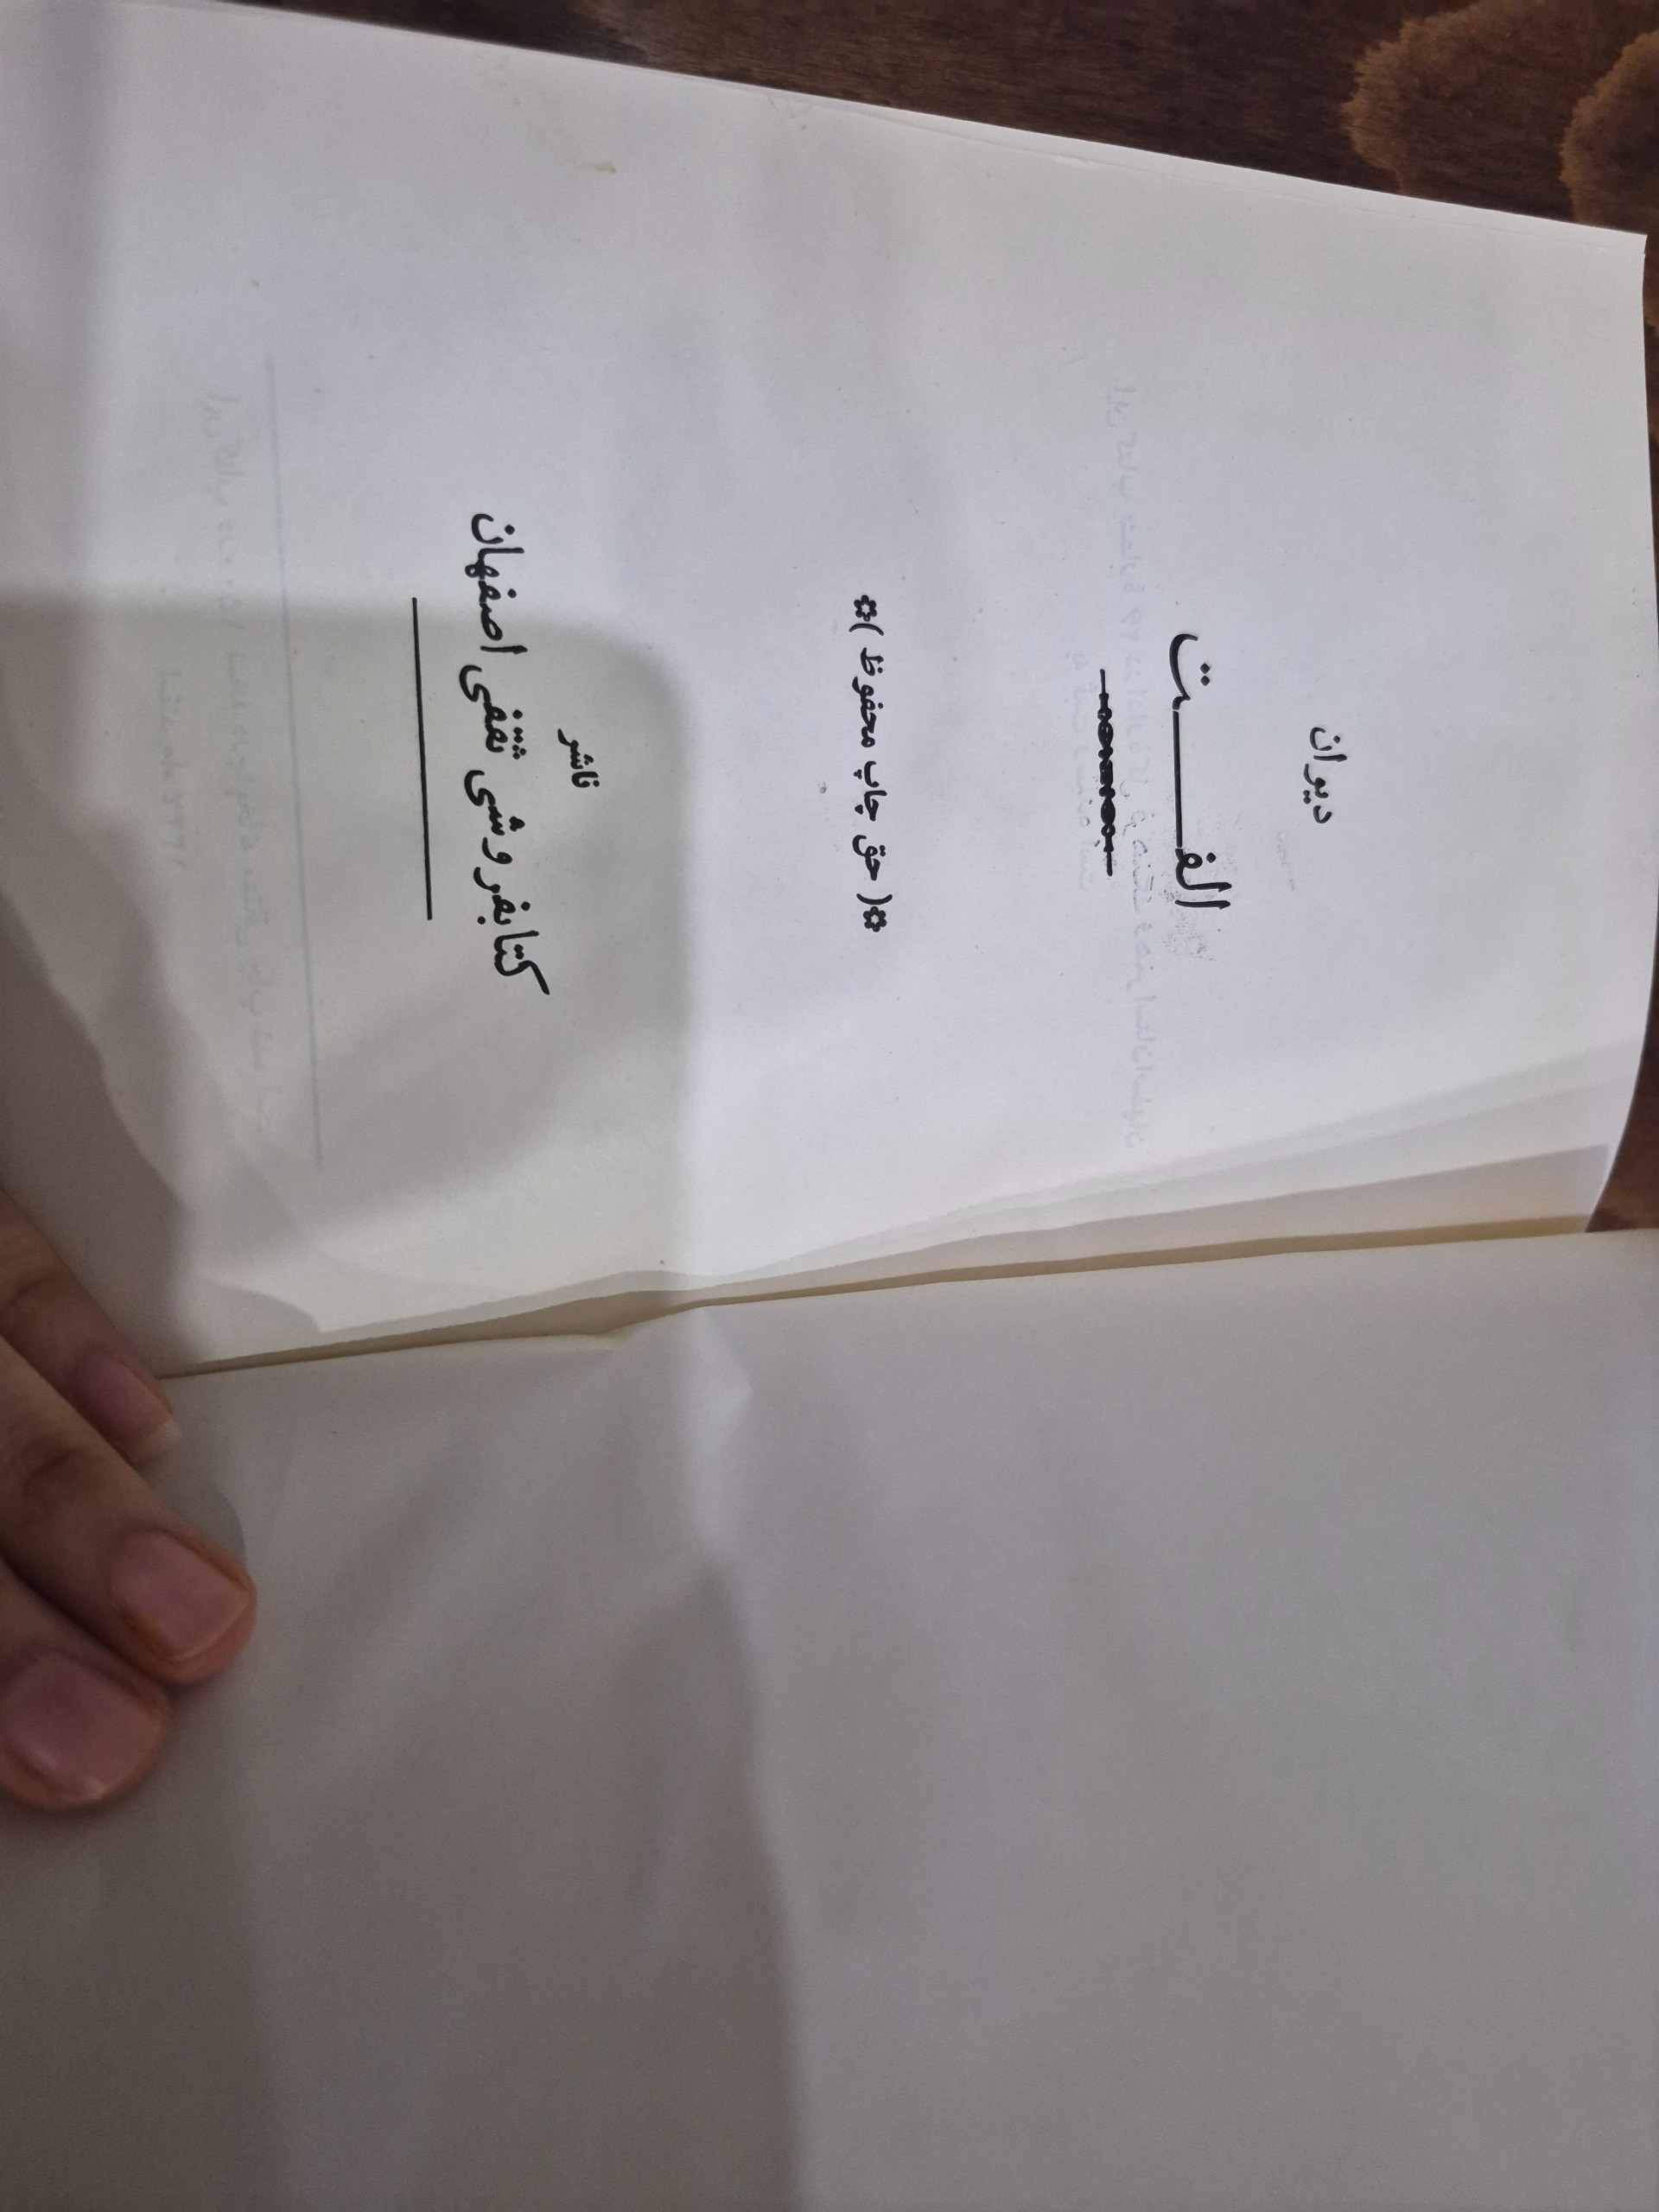 دیوان
الفت
*( حق چاپ محفوظ )*
ناشر
کتابفروشی ثقفی اصفهان